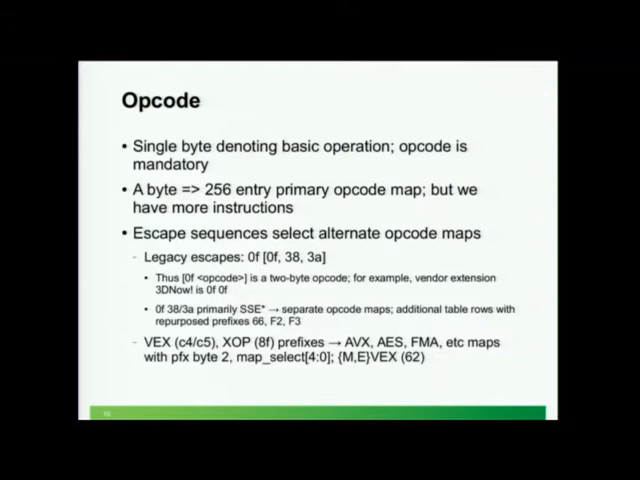 Opcode
• Single byte denoting basic operation; opcode is
mandatory
• A byte => 256 entry primary opcode map; but we
have more instructions
• Escape sequences select alternate opcode maps
– Legacy escapes: 0f [0f, 38, 3a]
• Thus [0f <opcode>] is a two-byte opcode; for example, vendor extension
3DNow! is 0f 0f
• 0f 38/3a primarily SSE* → separate opcode maps; additional table rows with
repurposed prefixes 66, F2, F3
– VEX (c4/c5), XOP (8f) prefixes → AVX, AES, FMA, etc maps
with pfx byte 2, map_select[4:0]; {M,E}VEX (62)